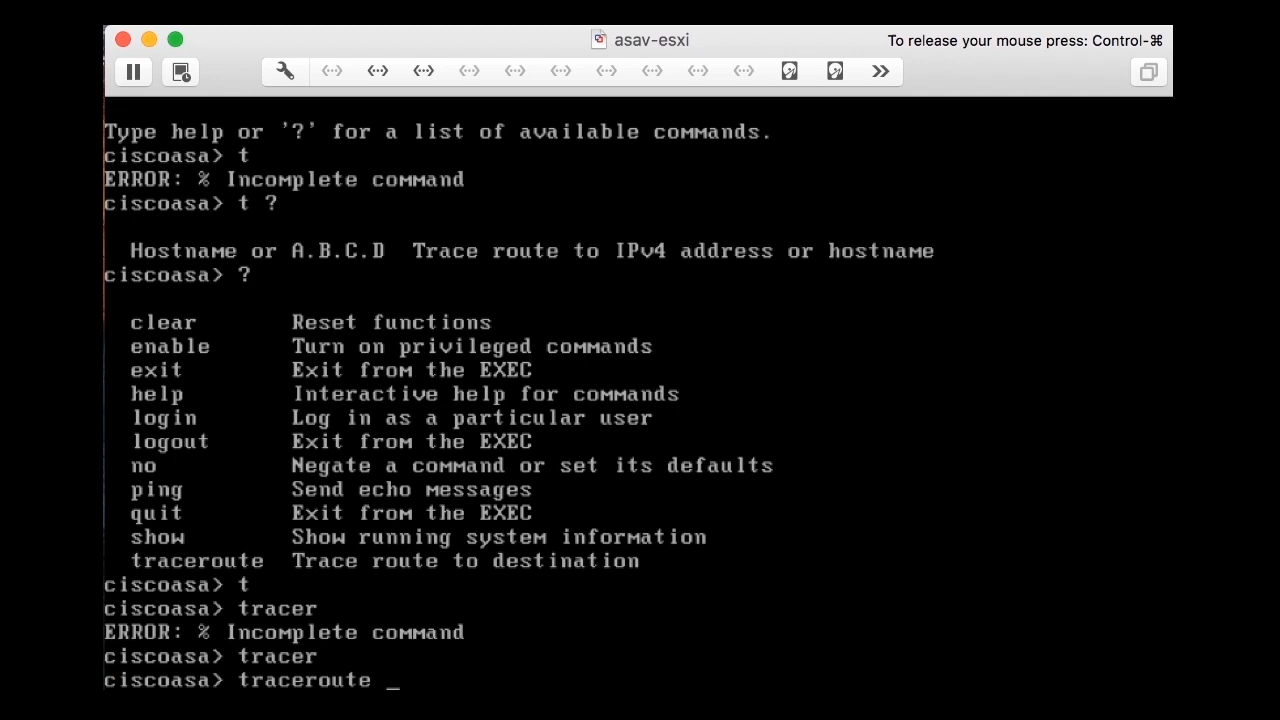 asav-esxi
To release your mouse press: Control-⌘
Type help or '?' for a list of available commands.
ciscoasa> t
ERROR: % Incomplete command
ciscoasa> t ?
Hostname or A.B.C.D  Trace route to IPv4 address or hostname
ciscoasa> ?
clear       Reset functions
enable      Turn on privileged commands
exit        Exit from the EXEC
help        Interactive help for commands
login       Log in as a particular user
logout      Exit from the EXEC
no          Negate a command or set its defaults
ping        Send echo messages
quit        Exit from the EXEC
show        Show running system information
traceroute  Trace route to destination
ciscoasa> t
ciscoasa> tracer
ERROR: % Incomplete command
ciscoasa> tracer
ciscoasa> traceroute _